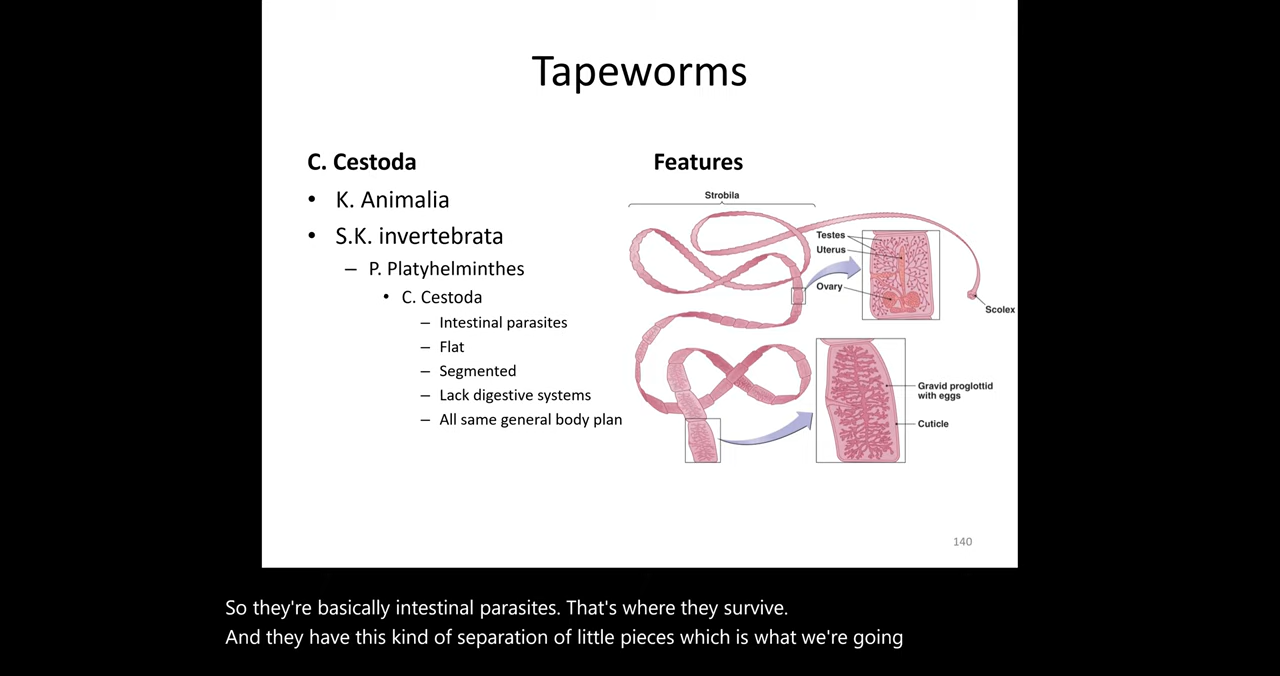 Tapeworms
C. Cestoda
• K. Animalia
• S.K. invertebrata
– P. Platyhelminthes
• C. Cestoda
– Intestinal parasites
– Flat
– Segmented
– Lack digestive systems
– All same general body plan
Features
Strobila
Testes
Uterus
Ovary
Scolex
Gravid proglottid
with eggs
Cuticle
140
So they're basically intestinal parasites. That's where they survive.
And they have this kind of separation of little pieces which is what we're going